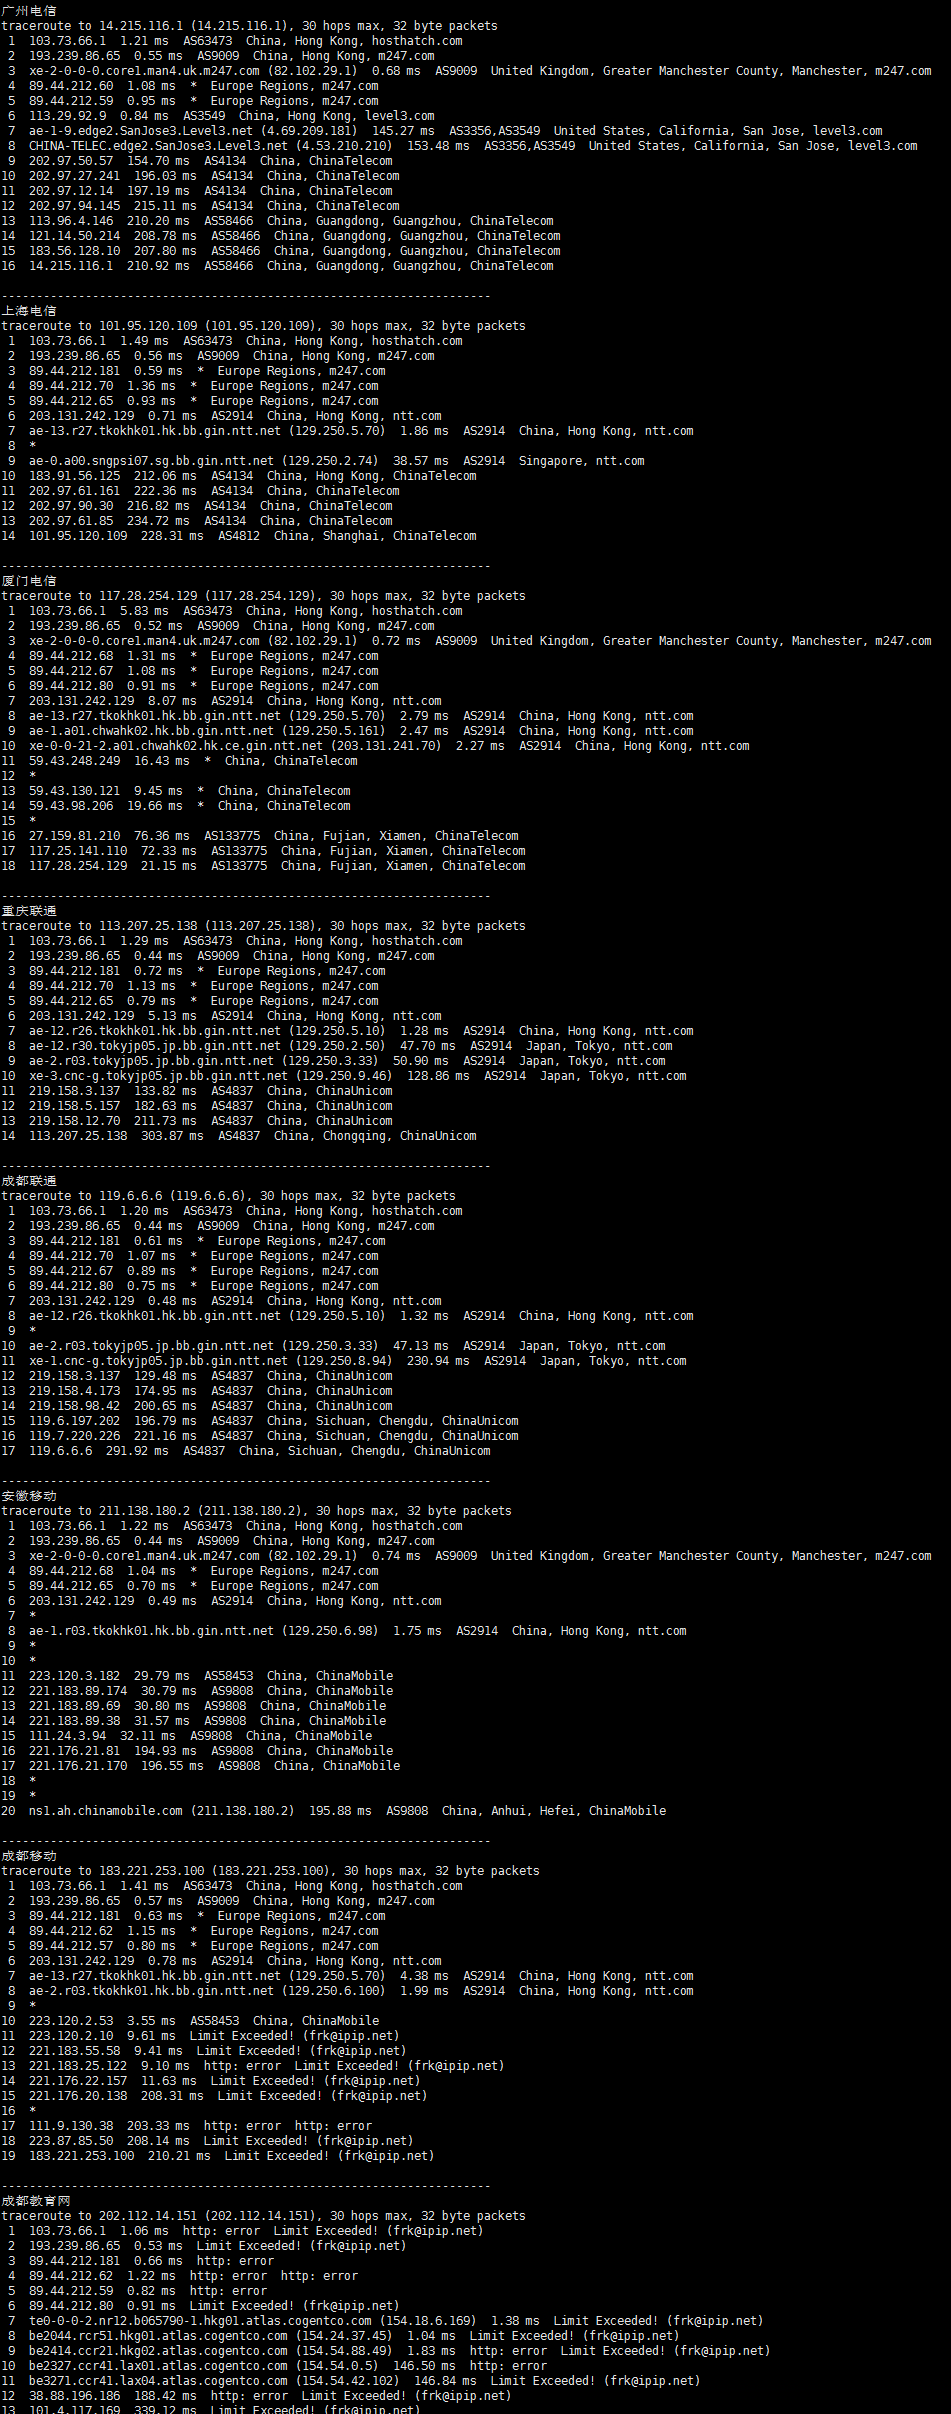 广州电信
traceroute to 14.215.116.1 (14.215.116.1), 30 hops max, 32 byte packets
1 103.73.66.1 1.21 ms AS63473 China, Hong Kong, hosthatch.com
2 193.239.86.65 0.55 ms AS9009 China, Hong Kong, m247.com
3 xe-2-0-0-0.core1.man4.uk.m247.com (82.102.29.1) 0.68 ms AS9009 United Kingdom, Greater Manchester County, Manchester, m247.com
4 89.44.212.60 1.08 ms * Europe Regions, m247.com
5 89.44.212.59 0.95 ms * Europe Regions, m247.com
6 113.29.92.9 0.84 ms AS3549 China, Hong Kong, level3.com
7 ae-1-9.edge2.SanJose3.Level3.net (4.69.209.181) 145.27 ms AS3356,AS3549 United States, California, San Jose, level3.com
8 CHINA-TELEC.edge2.SanJose3.Level3.net (4.53.210.210) 153.48 ms AS3356,AS3549 United States, California, San Jose, level3.com
9 202.97.50.57 154.70 ms AS4134 China, ChinaTelecom
10 202.97.27.241 196.03 ms AS4134 China, ChinaTelecom
11 202.97.12.14 197.19 ms AS4134 China, ChinaTelecom
12 202.97.94.145 215.11 ms AS4134 China, ChinaTelecom
13 113.96.4.146 210.20 ms AS58466 China, Guangdong, Guangzhou, ChinaTelecom
14 121.14.50.214 208.78 ms AS58466 China, Guangdong, Guangzhou, ChinaTelecom
15 183.56.128.10 207.80 ms AS58466 China, Guangdong, Guangzhou, ChinaTelecom
16 14.215.116.1 210.92 ms AS58466 China, Guangdong, Guangzhou, ChinaTelecom
----------------------------------------------------------------------
上海电信
traceroute to 101.95.120.109 (101.95.120.109), 30 hops max, 32 byte packets
1 103.73.66.1 1.49 ms AS63473 China, Hong Kong, hosthatch.com
2 193.239.86.65 0.56 ms AS9009 China, Hong Kong, m247.com
3 89.44.212.181 0.59 ms * Europe Regions, m247.com
4 89.44.212.70 1.36 ms * Europe Regions, m247.com
5 89.44.212.65 0.93 ms * Europe Regions, m247.com
6 203.131.242.129 0.71 ms AS2914 China, Hong Kong, ntt.com
7 ae-13.r27.tkokhk01.hk.bb.gin.ntt.net (129.250.5.70) 1.86 ms AS2914 China, Hong Kong, ntt.com
8 *
9 ae-0.a00.sngpsi07.sg.bb.gin.ntt.net (129.250.2.74) 38.57 ms AS2914 Singapore, ntt.com
10 183.91.56.125 212.06 ms AS4134 China, Hong Kong, ChinaTelecom
11 202.97.61.161 222.36 ms AS4134 China, ChinaTelecom
12 202.97.90.30 216.82 ms AS4134 China, ChinaTelecom
13 202.97.61.85 234.72 ms AS4134 China, ChinaTelecom
14 101.95.120.109 228.31 ms AS4812 China, Shanghai, ChinaTelecom
----------------------------------------------------------------------
厦门电信
traceroute to 117.28.254.129 (117.28.254.129), 30 hops max, 32 byte packets
1 103.73.66.1 5.83 ms AS63473 China, Hong Kong, hosthatch.com
2 193.239.86.65 0.52 ms AS9009 China, Hong Kong, m247.com
3 xe-2-0-0-0.core1.man4.uk.m247.com (82.102.29.1) 0.72 ms AS9009 United Kingdom, Greater Manchester County, Manchester, m247.com
4 89.44.212.68 1.31 ms * Europe Regions, m247.com
5 89.44.212.67 1.08 ms * Europe Regions, m247.com
6 89.44.212.80 0.91 ms * Europe Regions, m247.com
7 203.131.242.129 8.07 ms AS2914 China, Hong Kong, ntt.com
8 ae-13.r27.tkokhk01.hk.bb.gin.ntt.net (129.250.5.70) 2.79 ms AS2914 China, Hong Kong, ntt.com
9 ae-1.a01.chwahk02.hk.bb.gin.ntt.net (129.250.5.161) 2.47 ms AS2914 China, Hong Kong, ntt.com
10 xe-0-0-21-2.a01.chwahk02.hk.ce.gin.ntt.net (203.131.241.70) 2.27 ms AS2914 China, Hong Kong, ntt.com
11 59.43.248.249 16.43 ms * China, ChinaTelecom
12 *
13 59.43.130.121 9.45 ms * China, ChinaTelecom
14 59.43.98.206 19.66 ms * China, ChinaTelecom
15 *
16 27.159.81.210 76.36 ms AS133775 China, Fujian, Xiamen, ChinaTelecom
17 117.25.141.110 72.33 ms AS133775 China, Fujian, Xiamen, ChinaTelecom
18 117.28.254.129 21.15 ms AS133775 China, Fujian, Xiamen, ChinaTelecom
----------------------------------------------------------------------
重庆联通
traceroute to 113.207.25.138 (113.207.25.138), 30 hops max, 32 byte packets
1 103.73.66.1 1.29 ms AS63473 China, Hong Kong, hosthatch.com
2 193.239.86.65 0.44 ms AS9009 China, Hong Kong, m247.com
3 89.44.212.181 0.72 ms * Europe Regions, m247.com
4 89.44.212.70 1.13 ms * Europe Regions, m247.com
5 89.44.212.65 0.79 ms * Europe Regions, m247.com
6 203.131.242.129 5.13 ms AS2914 China, Hong Kong, ntt.com
7 ae-12.r26.tkokhk01.hk.bb.gin.ntt.net (129.250.5.10) 1.28 ms AS2914 China, Hong Kong, ntt.com
8 ae-12.r30.tokyjp05.jp.bb.gin.ntt.net (129.250.2.50) 47.70 ms AS2914 Japan, Tokyo, ntt.com
9 ae-2.r03.tokyjp05.jp.bb.gin.ntt.net (129.250.3.33) 50.90 ms AS2914 Japan, Tokyo, ntt.com
10 xe-3.cnc-g.tokyjp05.jp.bb.gin.ntt.net (129.250.9.46) 128.86 ms AS2914 Japan, Tokyo, ntt.com
11 219.158.3.137 133.82 ms AS4837 China, ChinaUnicom
12 219.158.5.157 182.63 ms AS4837 China, ChinaUnicom
13 219.158.12.70 211.73 ms AS4837 China, ChinaUnicom
14 113.207.25.138 303.87 ms AS4837 China, Chongqing, ChinaUnicom
----------------------------------------------------------------------
成都联通
traceroute to 119.6.6.6 (119.6.6.6), 30 hops max, 32 byte packets
1 103.73.66.1 1.20 ms AS63473 China, Hong Kong, hosthatch.com
2 193.239.86.65 0.44 ms AS9009 China, Hong Kong, m247.com
3 89.44.212.181 0.61 ms * Europe Regions, m247.com
4 89.44.212.70 1.07 ms * Europe Regions, m247.com
5 89.44.212.67 0.89 ms * Europe Regions, m247.com
6 89.44.212.80 0.75 ms * Europe Regions, m247.com
7 203.131.242.129 0.48 ms AS2914 China, Hong Kong, ntt.com
8 ae-12.r26.tkokhk01.hk.bb.gin.ntt.net (129.250.5.10) 1.32 ms AS2914 China, Hong Kong, ntt.com
9 *
10 ae-2.r03.tokyjp05.jp.bb.gin.ntt.net (129.250.3.33) 47.13 ms AS2914 Japan, Tokyo, ntt.com
11 xe-1.cnc-g.tokyjp05.jp.bb.gin.ntt.net (129.250.8.94) 230.94 ms AS2914 Japan, Tokyo, ntt.com
12 219.158.3.137 129.48 ms AS4837 China, ChinaUnicom
13 219.158.4.173 174.95 ms AS4837 China, ChinaUnicom
14 219.158.98.42 200.65 ms AS4837 China, ChinaUnicom
15 119.6.197.202 196.79 ms AS4837 China, Sichuan, Chengdu, ChinaUnicom
16 119.7.220.226 221.16 ms AS4837 China, Sichuan, Chengdu, ChinaUnicom
17 119.6.6.6 291.92 ms AS4837 China, Sichuan, Chengdu, ChinaUnicom
----------------------------------------------------------------------
安徽移动
traceroute to 211.138.180.2 (211.138.180.2), 30 hops max, 32 byte packets
1 103.73.66.1 1.22 ms AS63473 China, Hong Kong, hosthatch.com
2 193.239.86.65 0.44 ms AS9009 China, Hong Kong, m247.com
3 xe-2-0-0-0.core1.man4.uk.m247.com (82.102.29.1) 0.74 ms AS9009 United Kingdom, Greater Manchester County, Manchester, m247.com
4 89.44.212.68 1.04 ms * Europe Regions, m247.com
5 89.44.212.65 0.70 ms * Europe Regions, m247.com
6 203.131.242.129 0.49 ms AS2914 China, Hong Kong, ntt.com
7 *
8 ae-1.r03.tkokhk01.hk.bb.gin.ntt.net (129.250.6.98) 1.75 ms AS2914 China, Hong Kong, ntt.com
9 *
10 *
11 223.120.3.182 29.79 ms AS58453 China, ChinaMobile
12 221.183.89.174 30.79 ms AS9808 China, ChinaMobile
13 221.183.89.69 30.80 ms AS9808 China, ChinaMobile
14 221.183.89.38 31.57 ms AS9808 China, ChinaMobile
15 111.24.3.94 32.11 ms AS9808 China, ChinaMobile
16 221.176.21.81 194.93 ms AS9808 China, ChinaMobile
17 221.176.21.170 196.55 ms AS9808 China, ChinaMobile
18 *
19 *
20 ns1.ah.chinamobile.com (211.138.180.2) 195.88 ms AS9808 China, Anhui, Hefei, ChinaMobile
----------------------------------------------------------------------
成都移动
traceroute to 183.221.253.100 (183.221.253.100), 30 hops max, 32 byte packets
1 103.73.66.1 1.41 ms AS63473 China, Hong Kong, hosthatch.com
2 193.239.86.65 0.57 ms AS9009 China, Hong Kong, m247.com
3 89.44.212.181 0.63 ms * Europe Regions, m247.com
4 89.44.212.62 1.15 ms * Europe Regions, m247.com
5 89.44.212.57 0.80 ms * Europe Regions, m247.com
6 203.131.242.129 0.78 ms AS2914 China, Hong Kong, ntt.com
7 ae-13.r27.tkokhk01.hk.bb.gin.ntt.net (129.250.5.70) 4.38 ms AS2914 China, Hong Kong, ntt.com
8 ae-2.r03.tkokhk01.hk.bb.gin.ntt.net (129.250.6.100) 1.99 ms AS2914 China, Hong Kong, ntt.com
9 *
10 223.120.2.53 3.55 ms AS58453 China, ChinaMobile
11 223.120.2.10 9.61 ms Limit Exceeded! (frk@ipip.net)
12 221.183.55.58 9.41 ms Limit Exceeded! (frk@ipip.net)
13 221.183.25.122 9.10 ms http: error Limit Exceeded! (frk@ipip.net)
14 221.176.22.157 11.63 ms Limit Exceeded! (frk@ipip.net)
15 221.176.20.138 208.31 ms Limit Exceeded! (frk@ipip.net)
16 *
17 111.9.130.38 203.33 ms http: error http: error
18 223.87.85.50 208.14 ms Limit Exceeded! (frk@ipip.net)
19 183.221.253.100 210.21 ms Limit Exceeded! (frk@ipip.net)
----------------------------------------------------------------------
成都教育网
traceroute to 202.112.14.151 (202.112.14.151), 30 hops max, 32 byte packets
1 103.73.66.1 1.06 ms http: error Limit Exceeded! (frk@ipip.net)
2 193.239.86.65 0.53 ms Limit Exceeded! (frk@ipip.net)
3 89.44.212.181 0.66 ms http: error
4 89.44.212.62 1.22 ms http: error http: error
5 89.44.212.59 0.82 ms http: error
6 89.44.212.80 0.91 ms Limit Exceeded! (frk@ipip.net)
7 te0-0-0-2.nr12.b065790-1.hkg01.atlas.cogentco.com (154.18.6.169) 1.38 ms Limit Exceeded! (frk@ipip.net)
8 be2044.rcr51.hkg01.atlas.cogentco.com (154.24.37.45) 1.04 ms Limit Exceeded! (frk@ipip.net)
9 be2414.ccr21.hkg02.atlas.cogentco.com (154.54.88.49) 1.83 ms http: error Limit Exceeded! (frk@ipip.net)
10 be2327.ccr41.lax01.atlas.cogentco.com (154.54.0.5) 146.50 ms http: error
11 be3271.ccr41.lax04.atlas.cogentco.com (154.54.42.102) 146.84 ms Limit Exceeded! (frk@ipip.net)
12 38.88.196.186 188.42 ms http: error Limit Exceeded! (frk@ipip.net)
13 101.4.117.169 339.12 ms Limit Exceeded! (frk@ipip.net)